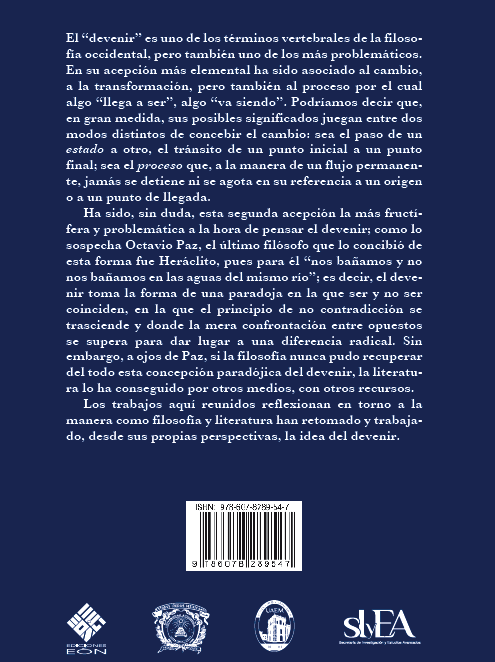 El “devenir” es uno de los términos vertebrales de la filoso-
fía occidental, pero también uno de los más problemáticos.
En su acepción más elemental ha sido asociado al cambio,
a la transformación, pero también al proceso por el cual
algo “llega a ser”, algo “va siendo”. Podríamos decir que,
en gran medida, sus posibles significados juegan entre dos
modos distintos de concebir el cambio: sea el paso de un
estado a otro, el tránsito de un punto inicial a un punto
final; sea el proceso que, a la manera de un flujo permanen-
te, jamás se detiene ni se agota en su referencia a un origen
o a un punto de llegada.
Ha sido, sin duda, esta segunda acepción la más fructí-
fera y problemática a la hora de pensar el devenir; como lo
sospecha Octavio Paz, el último filósofo que lo concibió de
esta forma fue Heráclito, pues para él “nos bañamos y no
nos bañamos en las aguas del mismo río”; es decir, el deve-
nir toma la forma de una paradoja en la que ser y no ser
coinciden, en la que el principio de no contradicción se
trasciende y donde la mera confrontación entre opuestos
se supera para dar lugar a una diferencia radical. Sin
embargo, a ojos de Paz, si la filosofía nunca pudo recuperar
del todo esta concepción paradójica del devenir, la literatu-
ra lo ha conseguido por otros medios, con otros recursos.
Los trabajos aquí reunidos reflexionan en torno a la
manera como filosofía y literatura han retomado y trabaja-
do, desde sus propias perspectivas, la idea del devenir.
ISBN: 978-607-8289-54-7
9 786078 289547
EDICIONES
EÓN
UAEM
SIyEA
Secretaría de Investigación y Estudios Avanzados